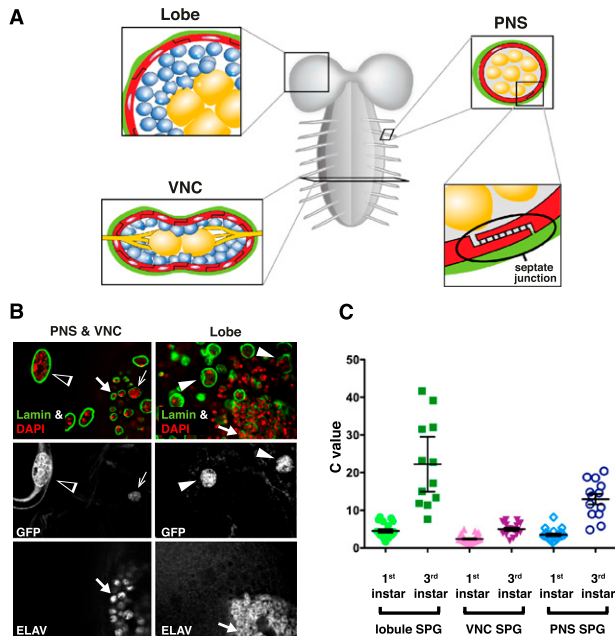 A
Lobe
PNS
VNC
septate
junction
B
PNS & VNC
Lobe
Lamin &
DAPI
Lamin &
DAPI
GFP
GFP
ELAV
ELAV
C
C value
50
40
30
20
10
0
1st 3rd 1st 3rd 1st 3rd
instar instar instar instar instar instar
lobule SPG VNC SPG PNS SPG